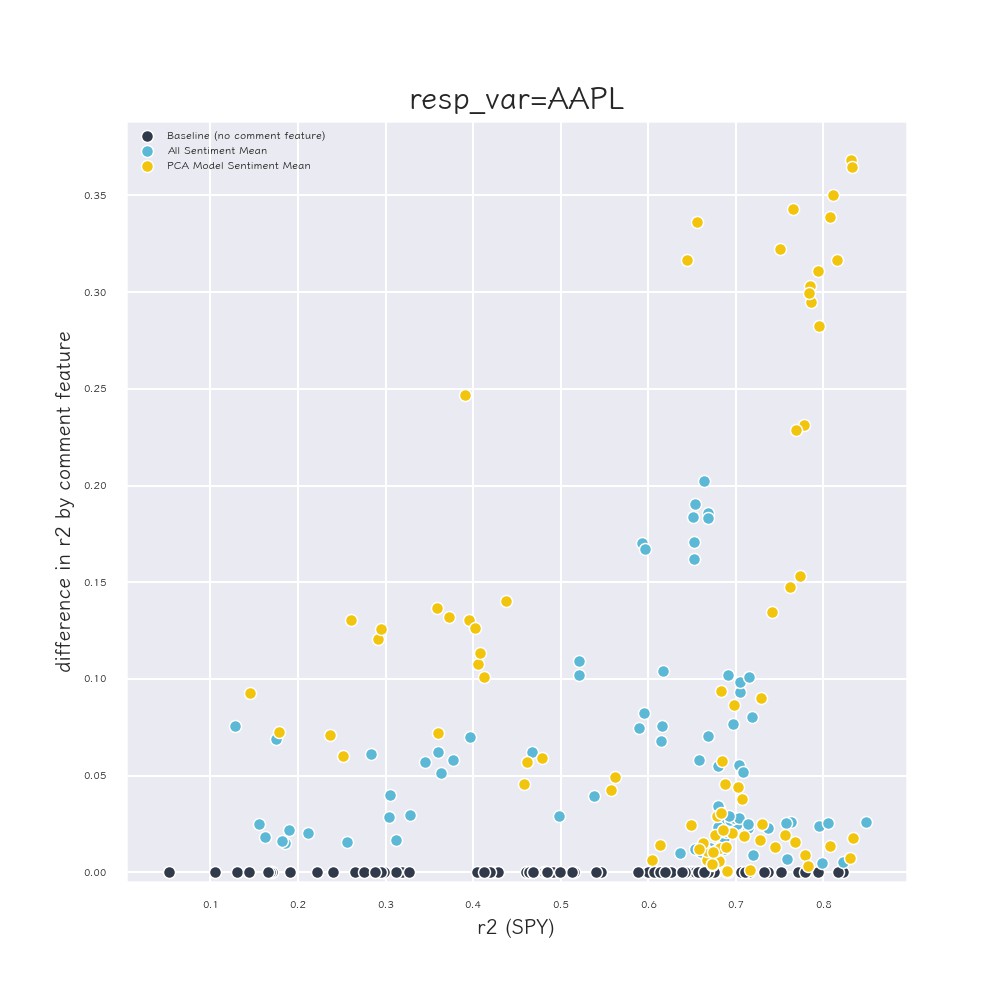 resp_var=AAPL
Baseline (no comment feature)
All Sentiment Mean
PCA Model Sentiment Mean
difference in r2 by comment feature
0.35
0.30
0.25
0.20
0.15
0.10
0.05
0.00
0.1 0.2 0.3 0.4 0.5 0.6 0.7 0.8
r2 (SPY)